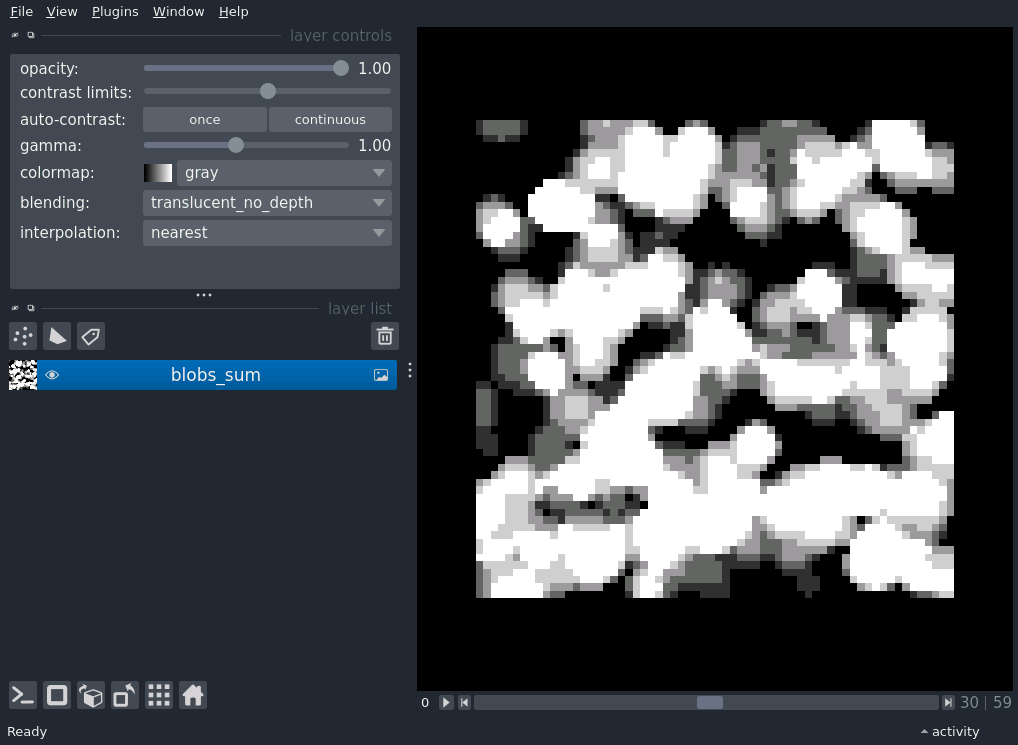 File View Plugins Window Help
layer controls
opacity: 1.00
contrast limits:
auto-contrast: once continuous
gamma: 1.00
colormap: gray
blending: translucent_no_depth
interpolation: nearest
layer list
blobs_sum
0 30 | 59
Ready activity